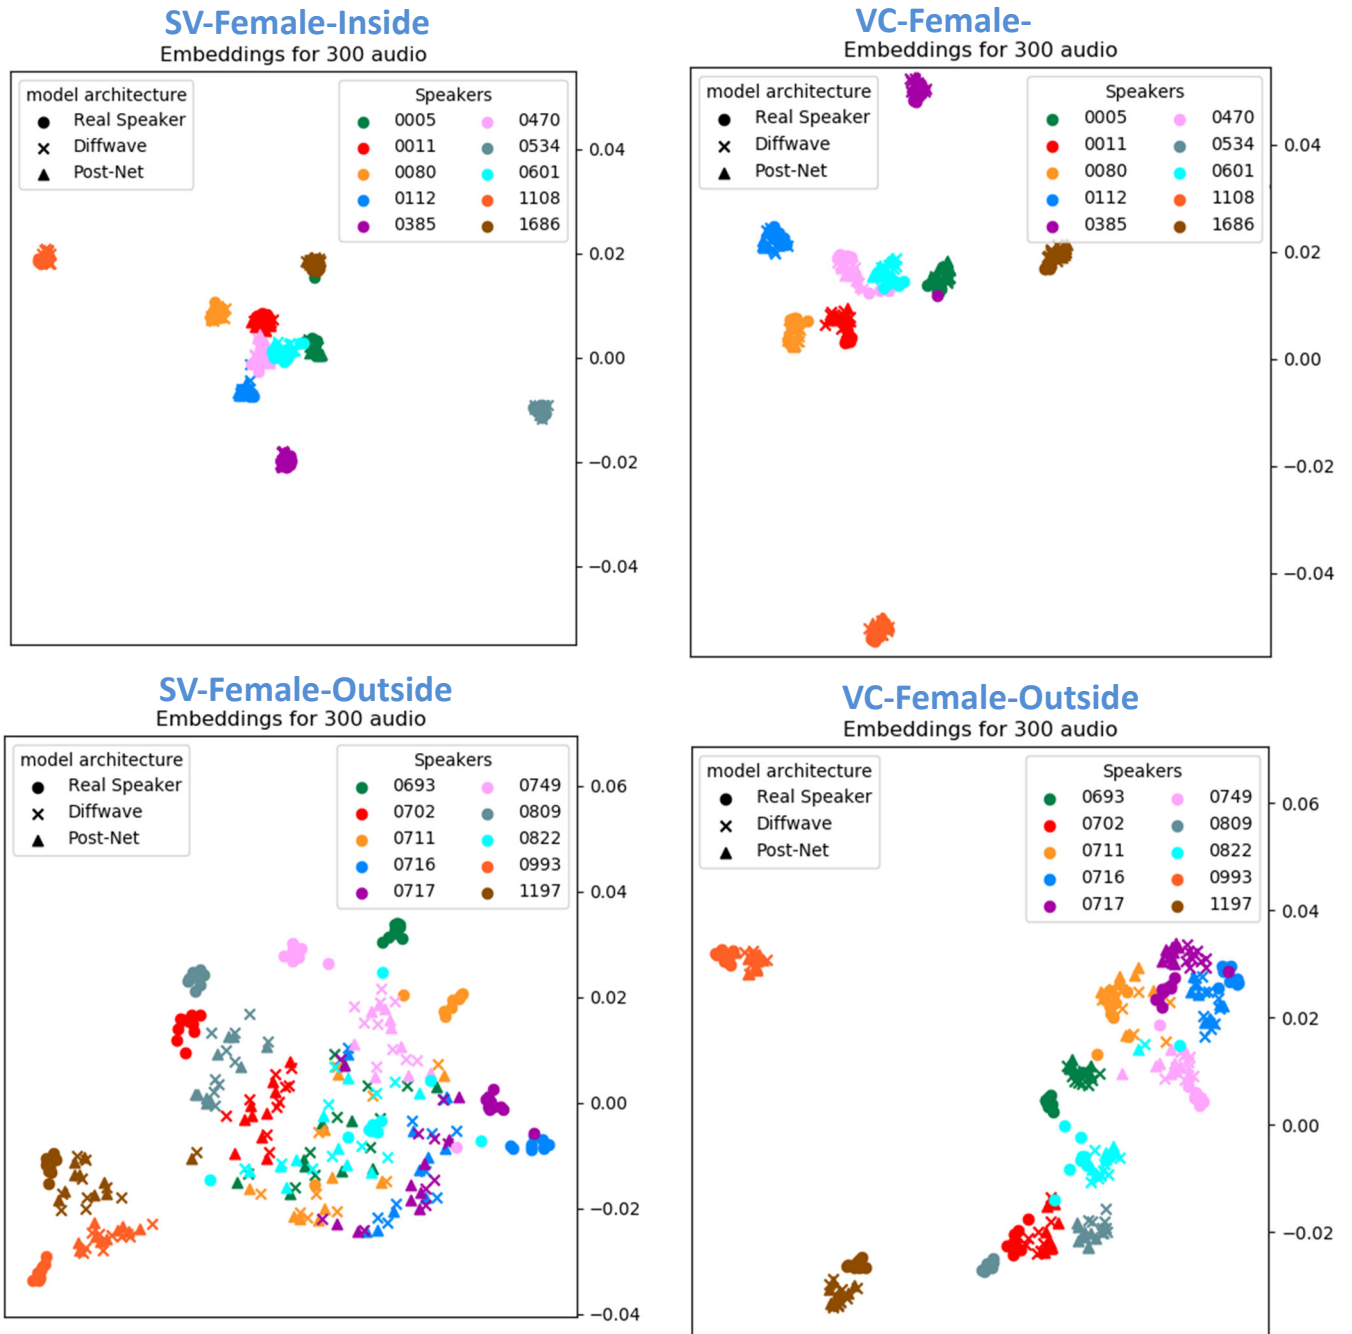 SV-Female-Inside
Embeddings for 300 audio
model architecture
Real Speaker
Diffwave
Post-Net
Speakers
0005 0470
0011 0534
0080 0601
0112 1108
0385 1686
0.04
0.02
0.00
−0.02
−0.04
VC-Female-
Embeddings for 300 audio
model architecture
Real Speaker
Diffwave
Post-Net
Speakers
0005 0470
0011 0534
0080 0601
0112 1108
0385 1686
0.04
0.02
0.00
−0.02
−0.04
SV-Female-Outside
Embeddings for 300 audio
model architecture
Real Speaker
Diffwave
Post-Net
Speakers
0693 0749
0702 0809
0711 0822
0716 0993
0717 1197
0.06
0.04
0.02
0.00
−0.02
−0.04
VC-Female-Outside
Embeddings for 300 audio
model architecture
Real Speaker
Diffwave
Post-Net
Speakers
0693 0749
0702 0809
0711 0822
0716 0993
0717 1197
0.06
0.04
0.02
0.00
−0.02